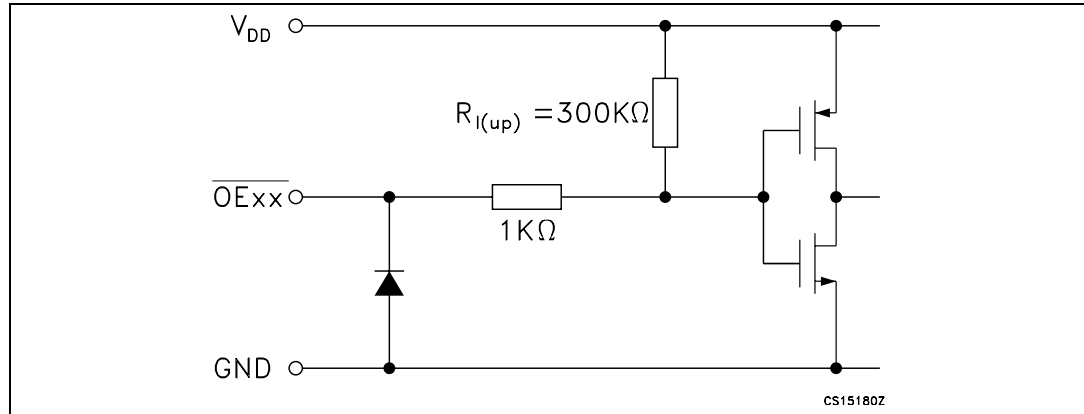 VDD
RI(up) =300KΩ
OExx
1KΩ
GND
CS15180Z